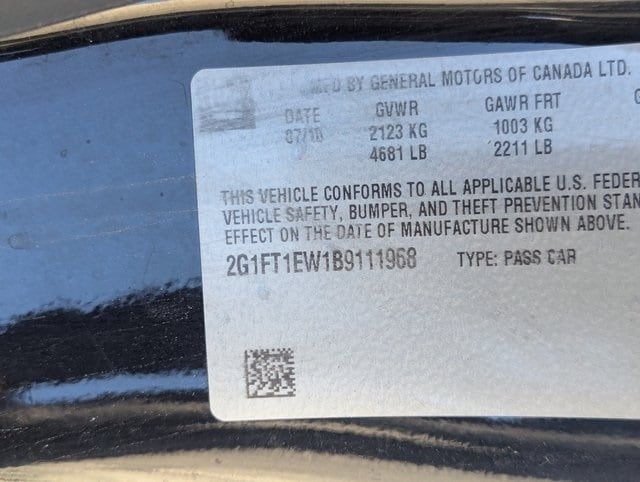 MFD BY GENERAL MOTORS OF CANADA LTD.
DATE GVWR GAWR FRT G
07/10 2123 KG 1003 KG
4681 LB 2211 LB
THIS VEHICLE CONFORMS TO ALL APPLICABLE U.S. FEDER
VEHICLE SAFETY, BUMPER, AND THEFT PREVENTION STAN
EFFECT ON DATE OF MANUFACTURE SHOWN ABOVE.
2G1FT1EW1B9111968 TYPE: PASS CAR